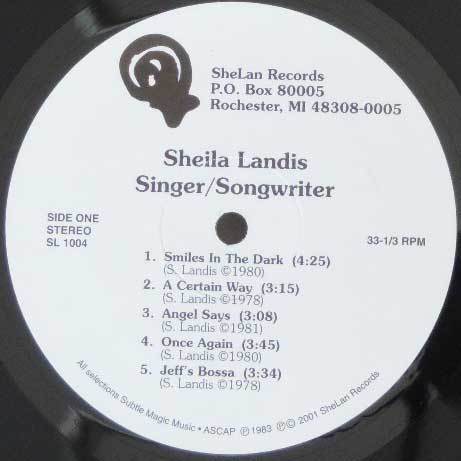 SheLan Records
P.O. Box 80005
Rochester, MI 48308-0005
Sheila Landis
Singer/Songwriter
SIDE ONE
STEREO
SL 1004
33-1/3 RPM
1. Smiles In The Dark (4:25)
(S. Landis ©1980)
2. A Certain Way (3:15)
(S. Landis ©1978)
3. Angel Says (3:08)
(S. Landis ©1981)
4. Once Again (3:45)
(S. Landis ©1980)
5. Jeff's Bossa (3:34)
(S. Landis ©1978)
All selections Subtle Magic Music • ASCAP ℗1983 / ℗© 2001 SheLan Records